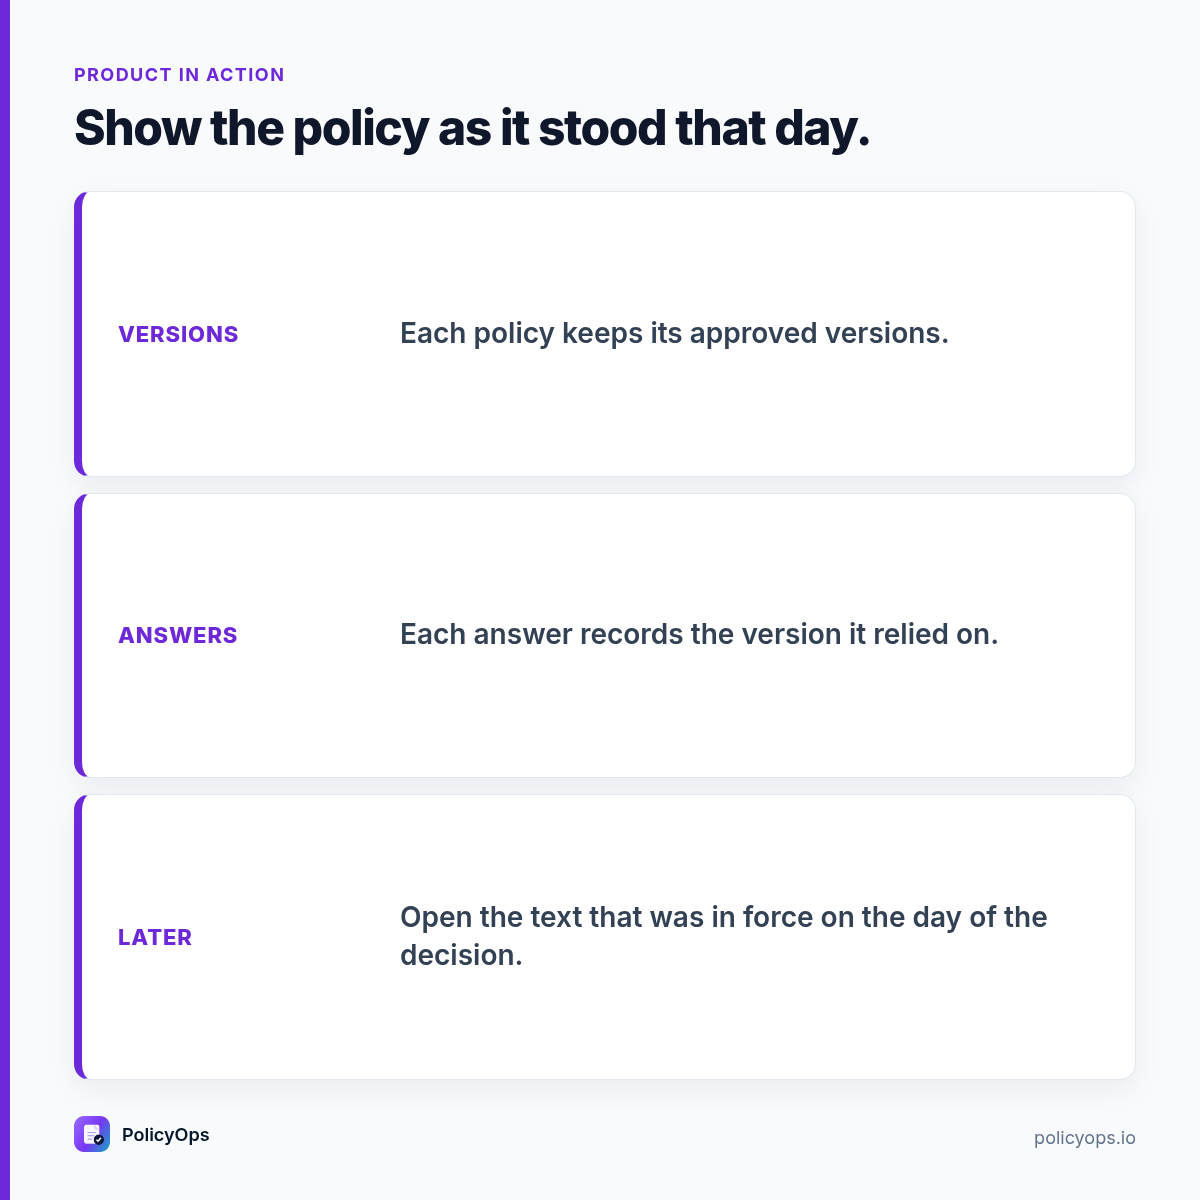 PRODUCT IN ACTION
Show the policy as it stood that day.
VERSIONS
Each policy keeps its approved versions.
ANSWERS
Each answer records the version it relied on.
LATER
Open the text that was in force on the day of the
decision.
PolicyOps
policyops.io